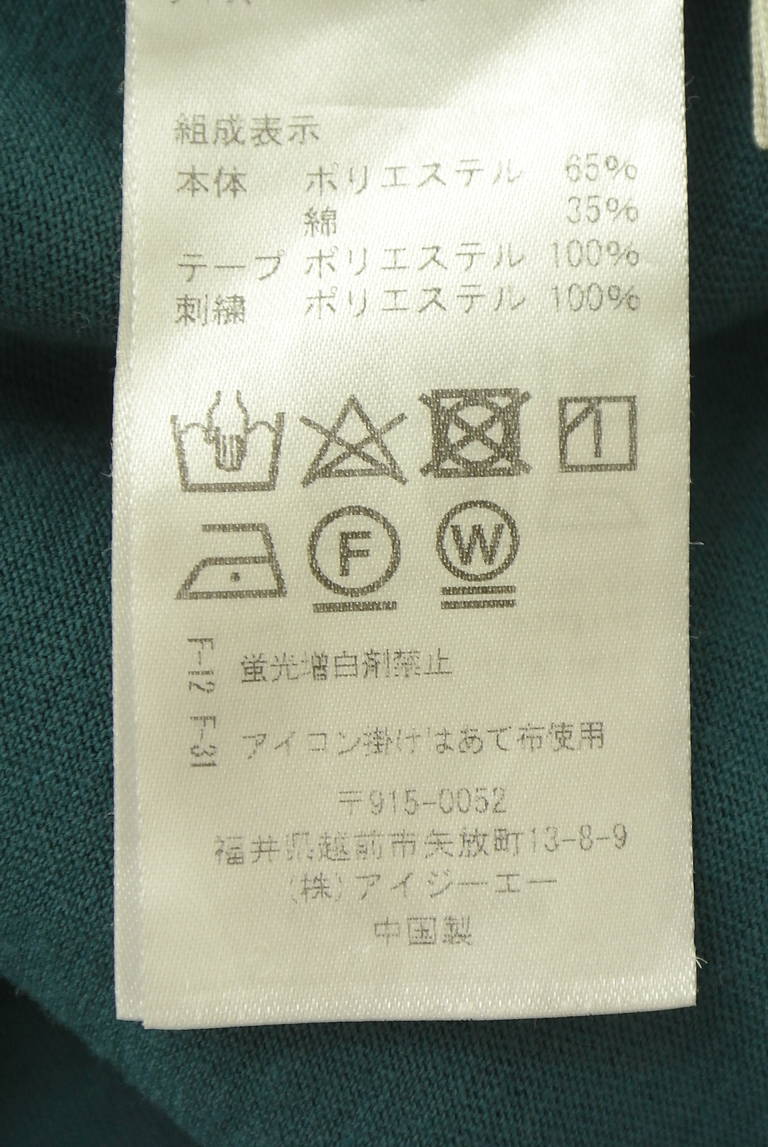 組成表示
本体 ポリエステル 65%
綿 35%
テープ ポリエステル 100%
刺繍 ポリエステル 100%
F W
F-12 蛍光増白剤禁止
F-31 アイロン掛けはあて布使用
〒915-0052
福井県越前市矢放町13-8-9
(株)アイジーエー
中国製